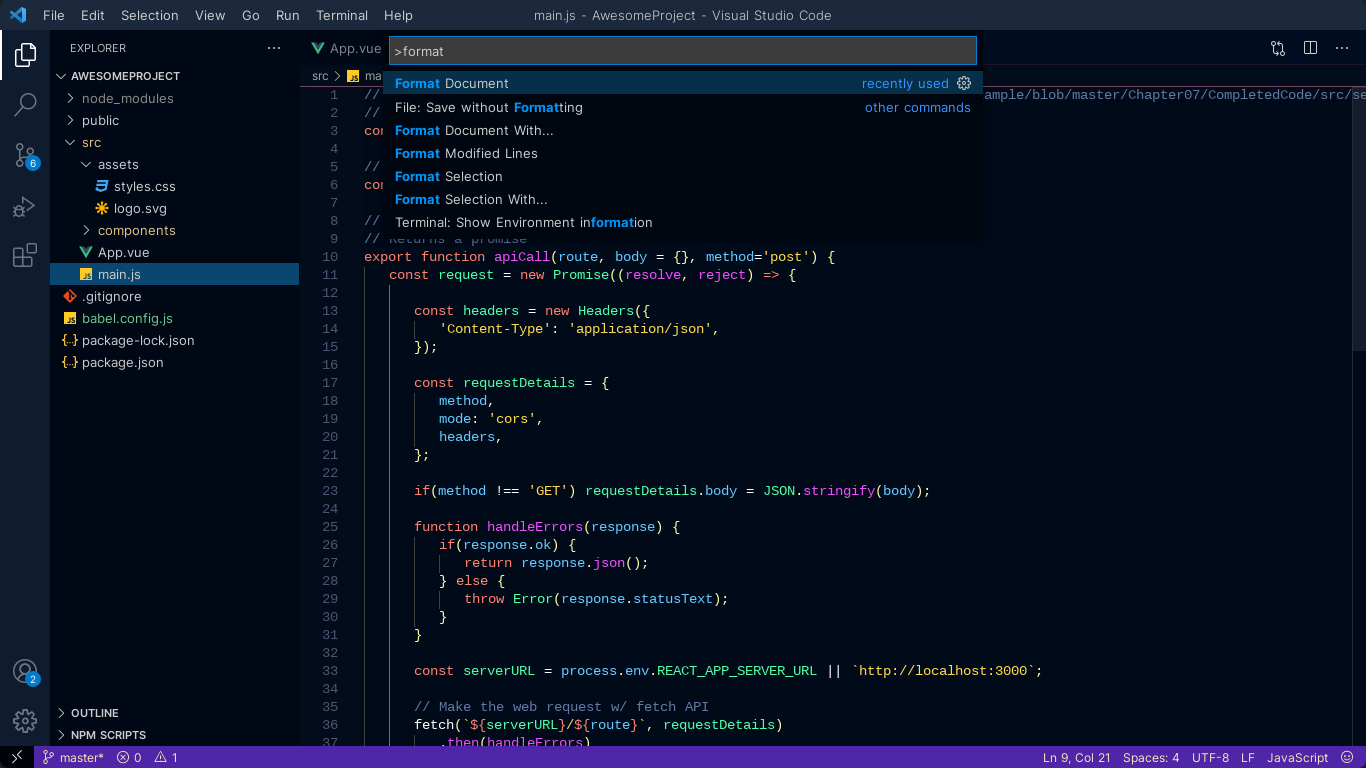 File Edit Selection View Go Run Terminal Help main.js - AwesomeProject - Visual Studio Code
EXPLORER
App.vue
>format
AWESOMEPROJECT
src main
node_modules
public
src
assets
styles.css
logo.svg
components
App.vue
main.js
.gitignore
babel.config.js
package-lock.json
package.json
OUTLINE
NPM SCRIPTS
6
2
Format Document recently used
File: Save without Formatting other commands
Format Document With...
Format Modified Lines
Format Selection
Format Selection With...
Terminal: Show Environment information
1 // ample/blob/master/Chapter07/CompletedCode/src/se
2 //
3 con
4
5 //
6 con
7
8 //
9 // Returns a promise
10 export function apiCall(route, body = {}, method='post') {
11 const request = new Promise((resolve, reject) => {
12
13 const headers = new Headers({
14 'Content-Type': 'application/json',
15 });
16
17 const requestDetails = {
18 method,
19 mode: 'cors',
20 headers,
21 };
22
23 if(method !== 'GET') requestDetails.body = JSON.stringify(body);
24
25 function handleErrors(response) {
26 if(response.ok) {
27 return response.json();
28 } else {
29 throw Error(response.statusText);
30 }
31 }
32
33 const serverURL = process.env.REACT_APP_SERVER_URL || `http://localhost:3000`;
34
35 // Make the web request w/ fetch API
36 fetch(`${serverURL}/${route}`, requestDetails)
37 .then(handleErrors)
master* 0 1 Ln 9, Col 21 Spaces: 4 UTF-8 LF JavaScript